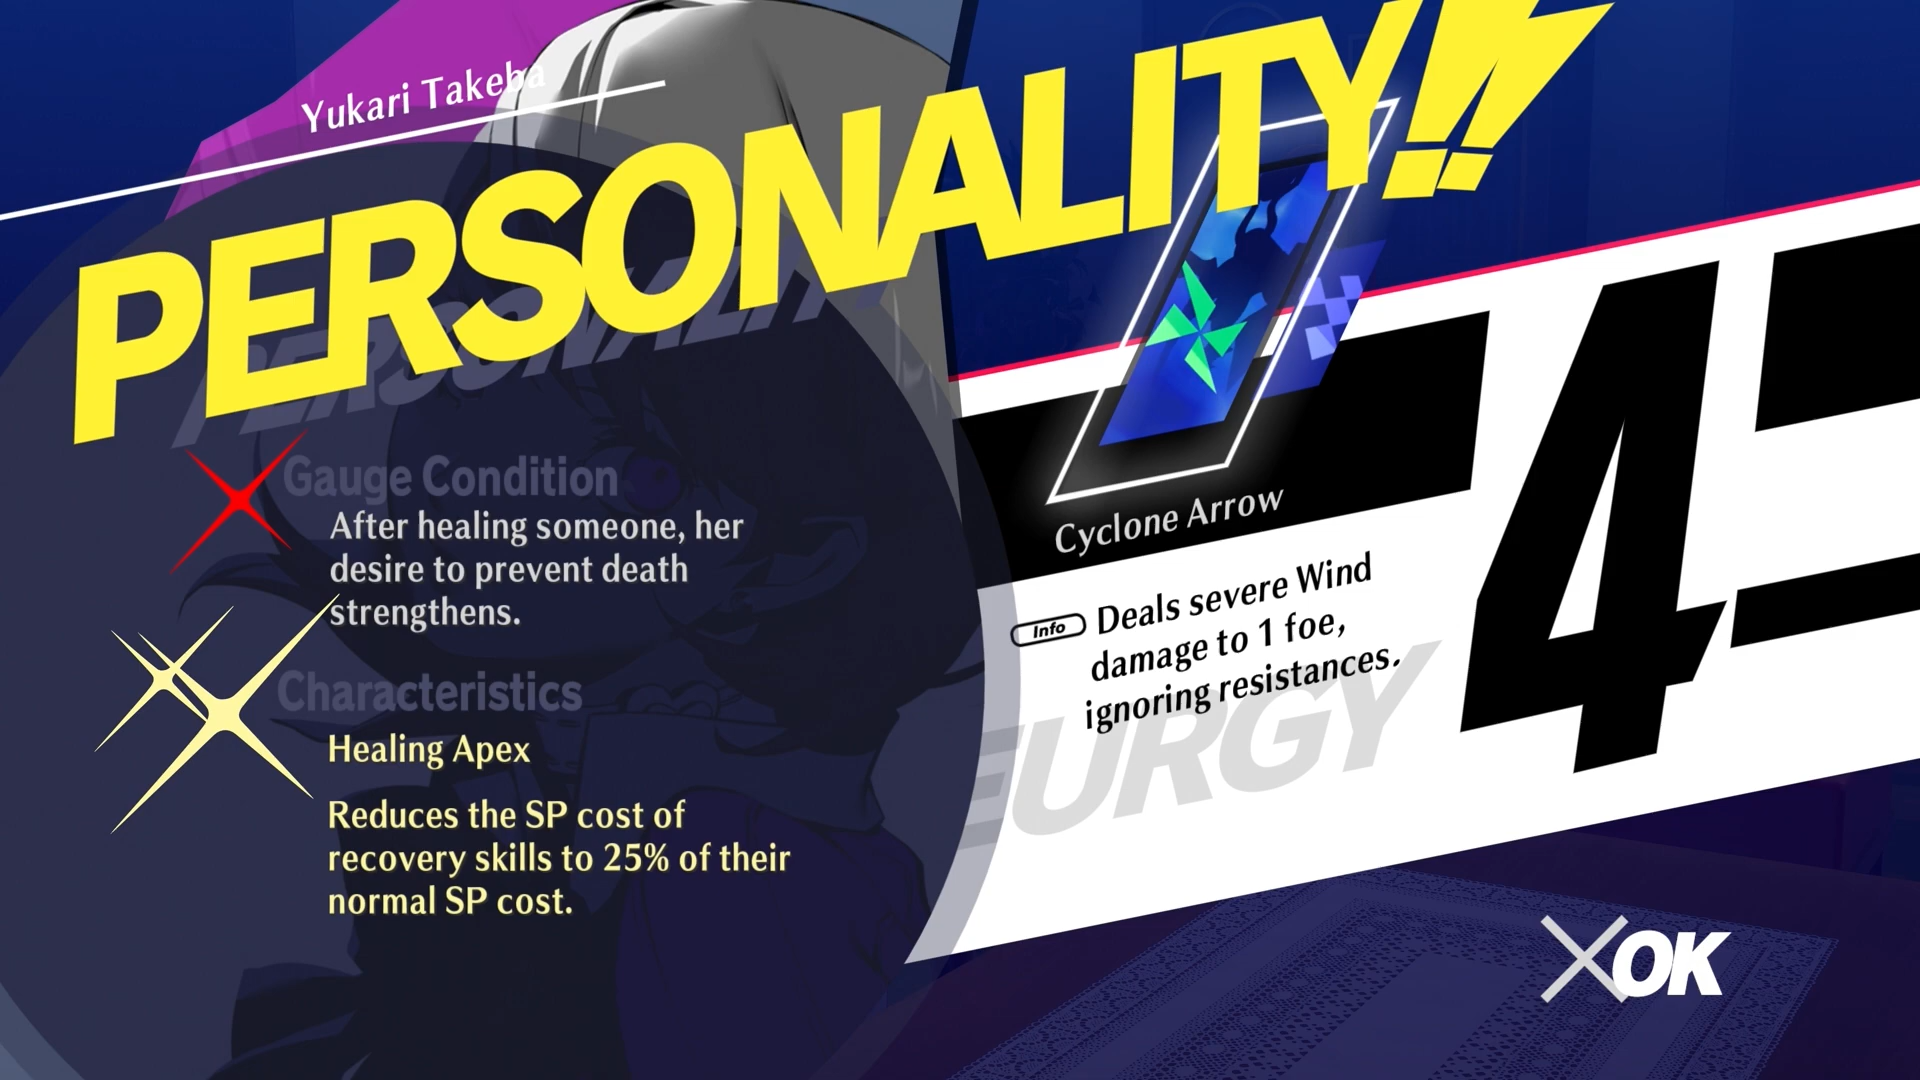 Yukari Takeba
PERSONALITY!!
PERSONALITY
Gauge Condition
After healing someone, her
desire to prevent death
strengthens.
Characteristics
Healing Apex
Reduces the SP cost of
recovery skills to 25% of their
normal SP cost.
Cyclone Arrow
Info
Deals severe Wind
damage to 1 foe,
ignoring resistances.
EURGY
4
OK